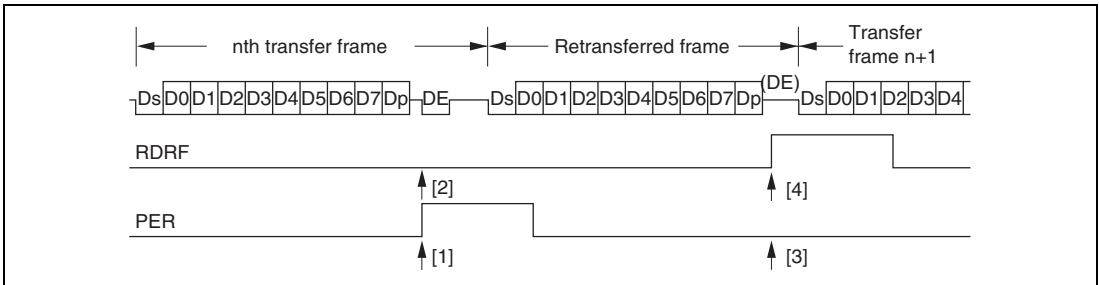 nth transfer frame Retransferred frame Transfer
frame n+1
(DE)
Ds D0 D1 D2 D3 D4 D5 D6 D7 Dp DE Ds D0 D1 D2 D3 D4 D5 D6 D7 Dp Ds D0 D1 D2 D3 D4
RDRF
[2] [4]
PER
[1] [3]